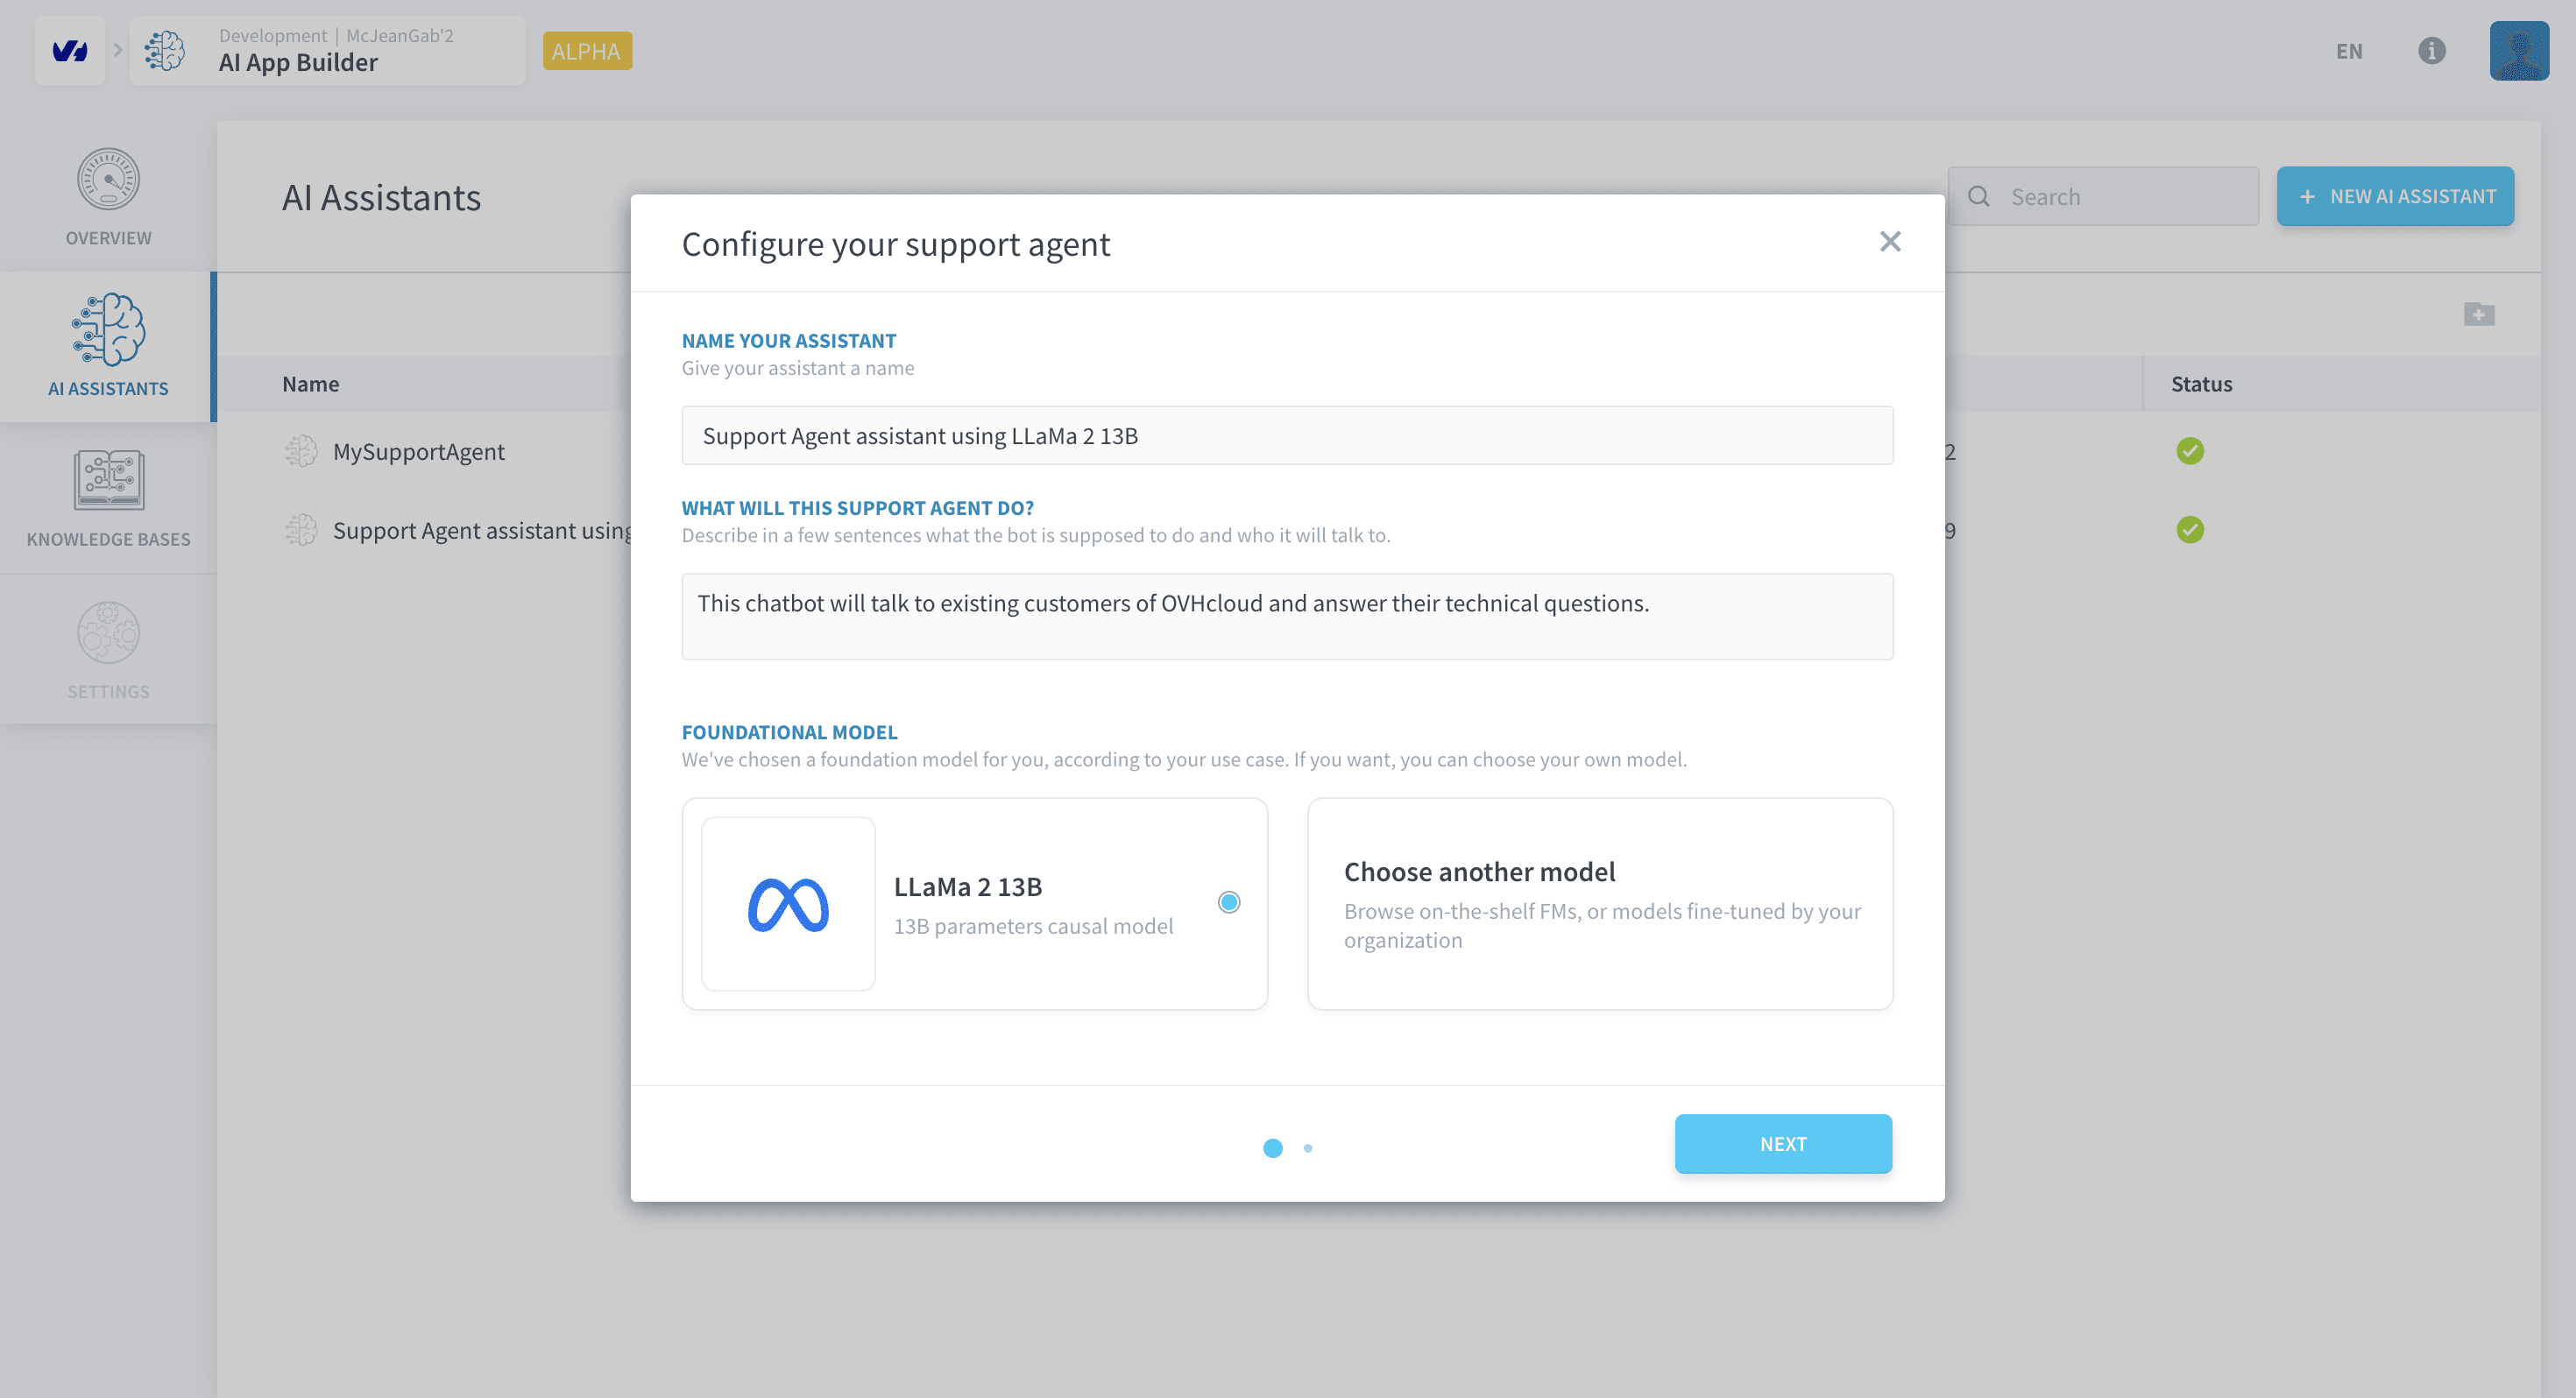 Development | McJeanGab'2
AI App Builder
ALPHA
EN
OVERVIEW
AI ASSISTANTS
KNOWLEDGE BASES
SETTINGS
AI Assistants
Search
+ NEW AI ASSISTANT
Name
Status
MySupportAgent
2
Support Agent assistant using
9
Configure your support agent
NAME YOUR ASSISTANT
Give your assistant a name
Support Agent assistant using LLaMa 2 13B
WHAT WILL THIS SUPPORT AGENT DO?
Describe in a few sentences what the bot is supposed to do and who it will talk to.
This chatbot will talk to existing customers of OVHcloud and answer their technical questions.
FOUNDATIONAL MODEL
We've chosen a foundation model for you, according to your use case. If you want, you can choose your own model.
LLaMa 2 13B
13B parameters causal model
Choose another model
Browse on-the-shelf FMs, or models fine-tuned by your
organization
NEXT